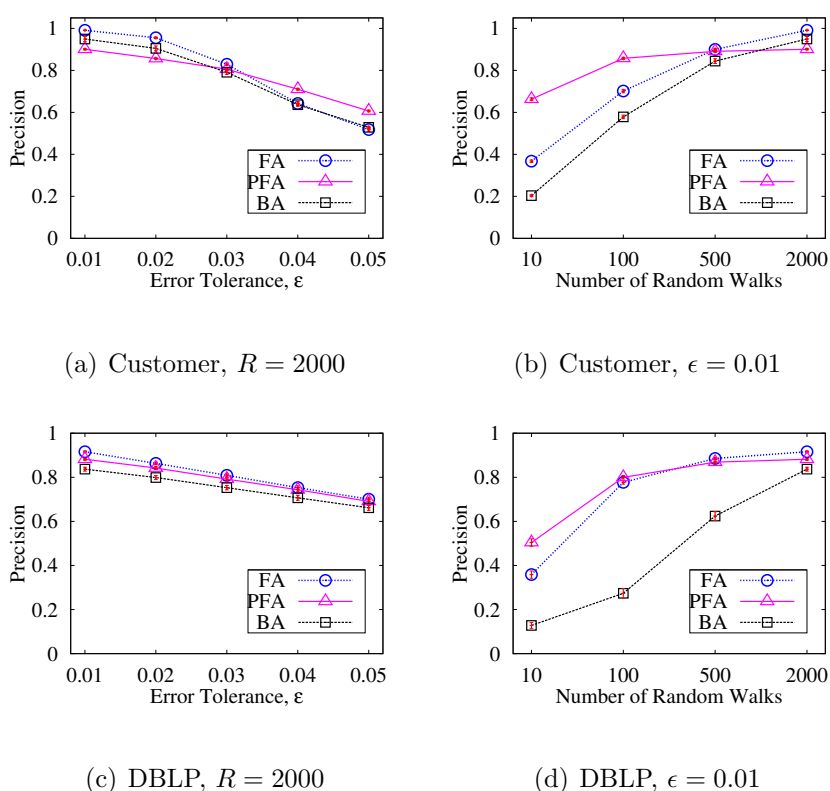 1
0.8
0.6
0.4
0.2
0
Precision
FA
PFA
BA
0.01 0.02 0.03 0.04 0.05
Error Tolerance, ε
(a) Customer, R = 2000
1
0.8
0.6
0.4
0.2
0
Precision
FA
PFA
BA
10 100 500 2000
Number of Random Walks
(b) Customer, ϵ = 0.01
1
0.8
0.6
0.4
0.2
0
Precision
FA
PFA
BA
0.01 0.02 0.03 0.04 0.05
Error Tolerance, ε
(c) DBLP, R = 2000
1
0.8
0.6
0.4
0.2
0
Precision
FA
PFA
BA
10 100 500 2000
Number of Random Walks
(d) DBLP, ϵ = 0.01